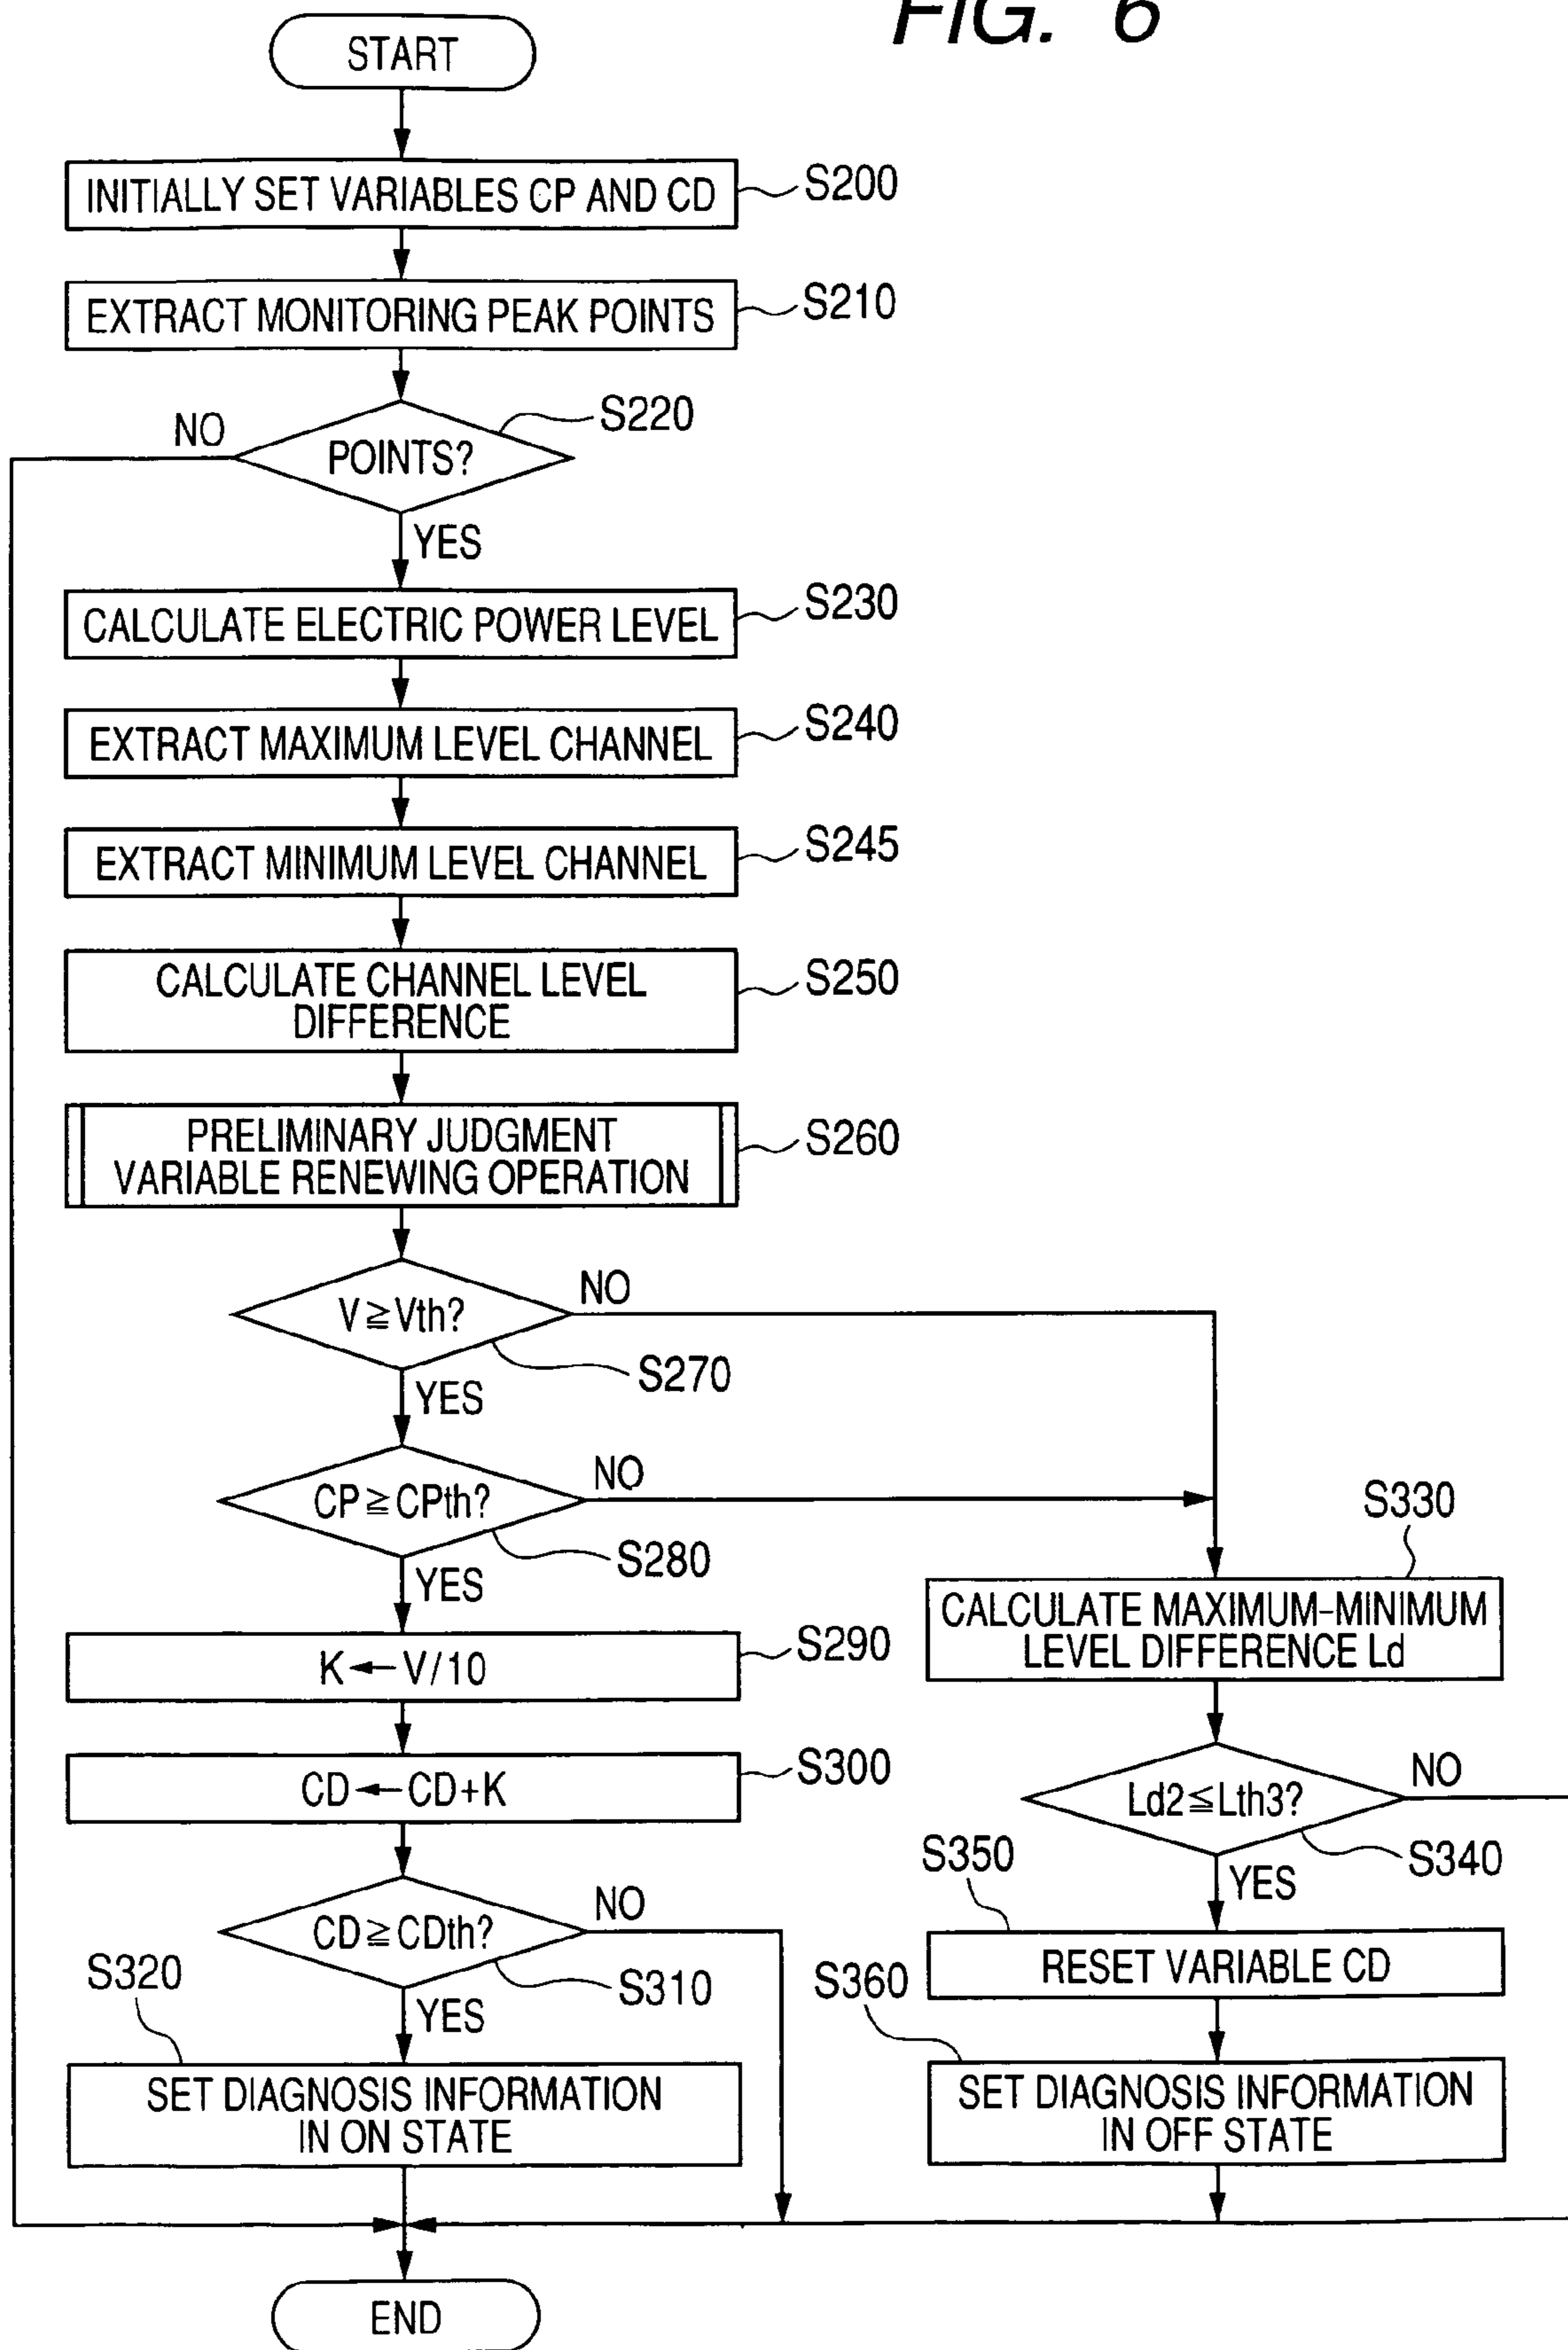 FIG. 6
START
INITIALLY SET VARIABLES CP AND CD
S200
EXTRACT MONITORING PEAK POINTS
S210
NO
POINTS?
S220
YES
CALCULATE ELECTRIC POWER LEVEL
S230
EXTRACT MAXIMUM LEVEL CHANNEL
S240
EXTRACT MINIMUM LEVEL CHANNEL
S245
CALCULATE CHANNEL LEVEL
DIFFERENCE
S250
PRELIMINARY JUDGMENT
VARIABLE RENEWING OPERATION
S260
V≧Vth?
NO
S270
YES
CP≧CPth?
NO
S280
YES
K←V/10
S290
CD←CD+K
S300
CD≧CDth?
NO
S310
YES
S320
SET DIAGNOSIS INFORMATION
IN ON STATE
S330
CALCULATE MAXIMUM-MINIMUM
LEVEL DIFFERENCE Ld
Ld2≦Lth3?
NO
S340
YES
S350
RESET VARIABLE CD
S360
SET DIAGNOSIS INFORMATION
IN OFF STATE
END